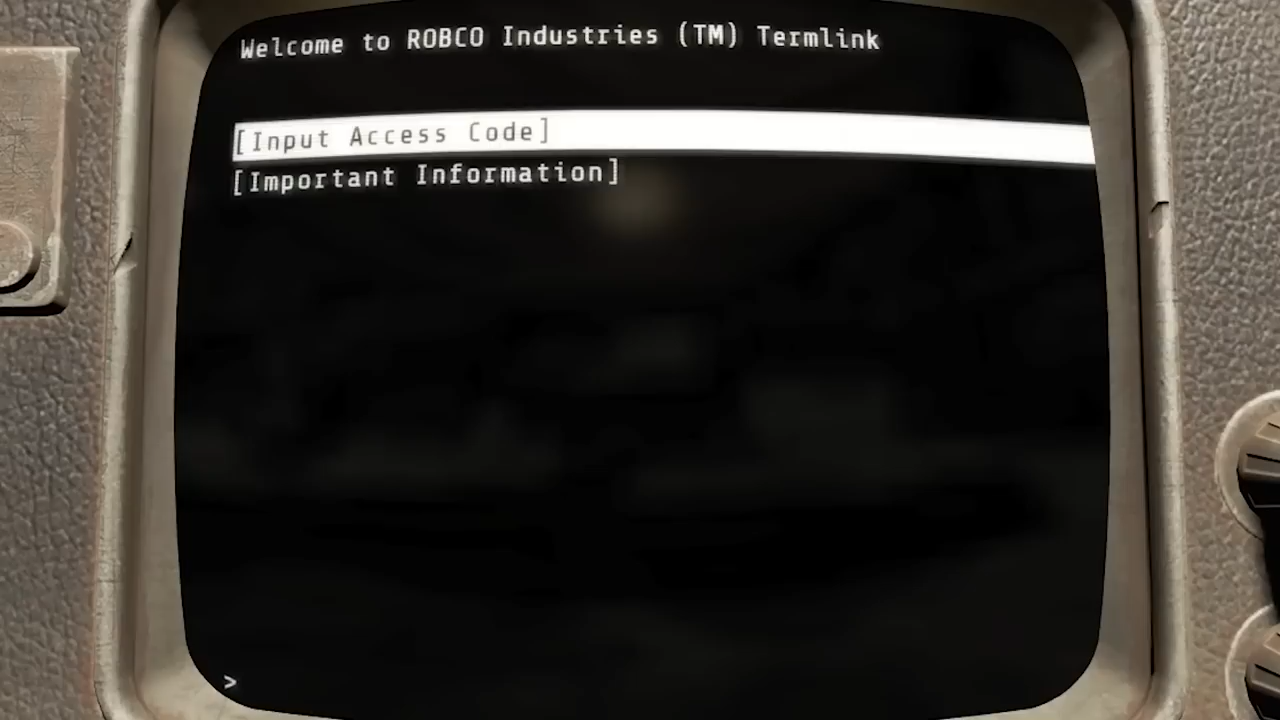 Welcome to ROBCO Industries (TM) Termlink
[Input Access Code]
[Important Information]
>